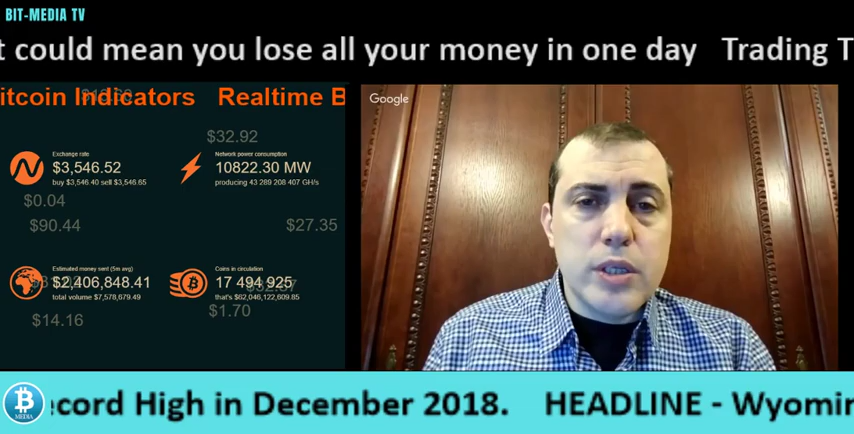 BIT-MEDIA TV
t could mean you lose all your money in one day Trading T
itcoin Indicators Realtime B
Google
$32.92
Exchange rate
$3,546.52
buy $3,546.40 sell $3,546.65
Network power consumption
10822.30 MW
producing 43 289 208 407 GH/s
$0.04
$90.44
$27.35
Estimated money sent (5m avg)
$2,406,848.41
total volume $7,578,679.49
Coins in circulation
17 494 925
that's $62,046,122,609.85
$14.16
$1.70
B
MEDIA
cord High in December 2018. HEADLINE - Wyomin